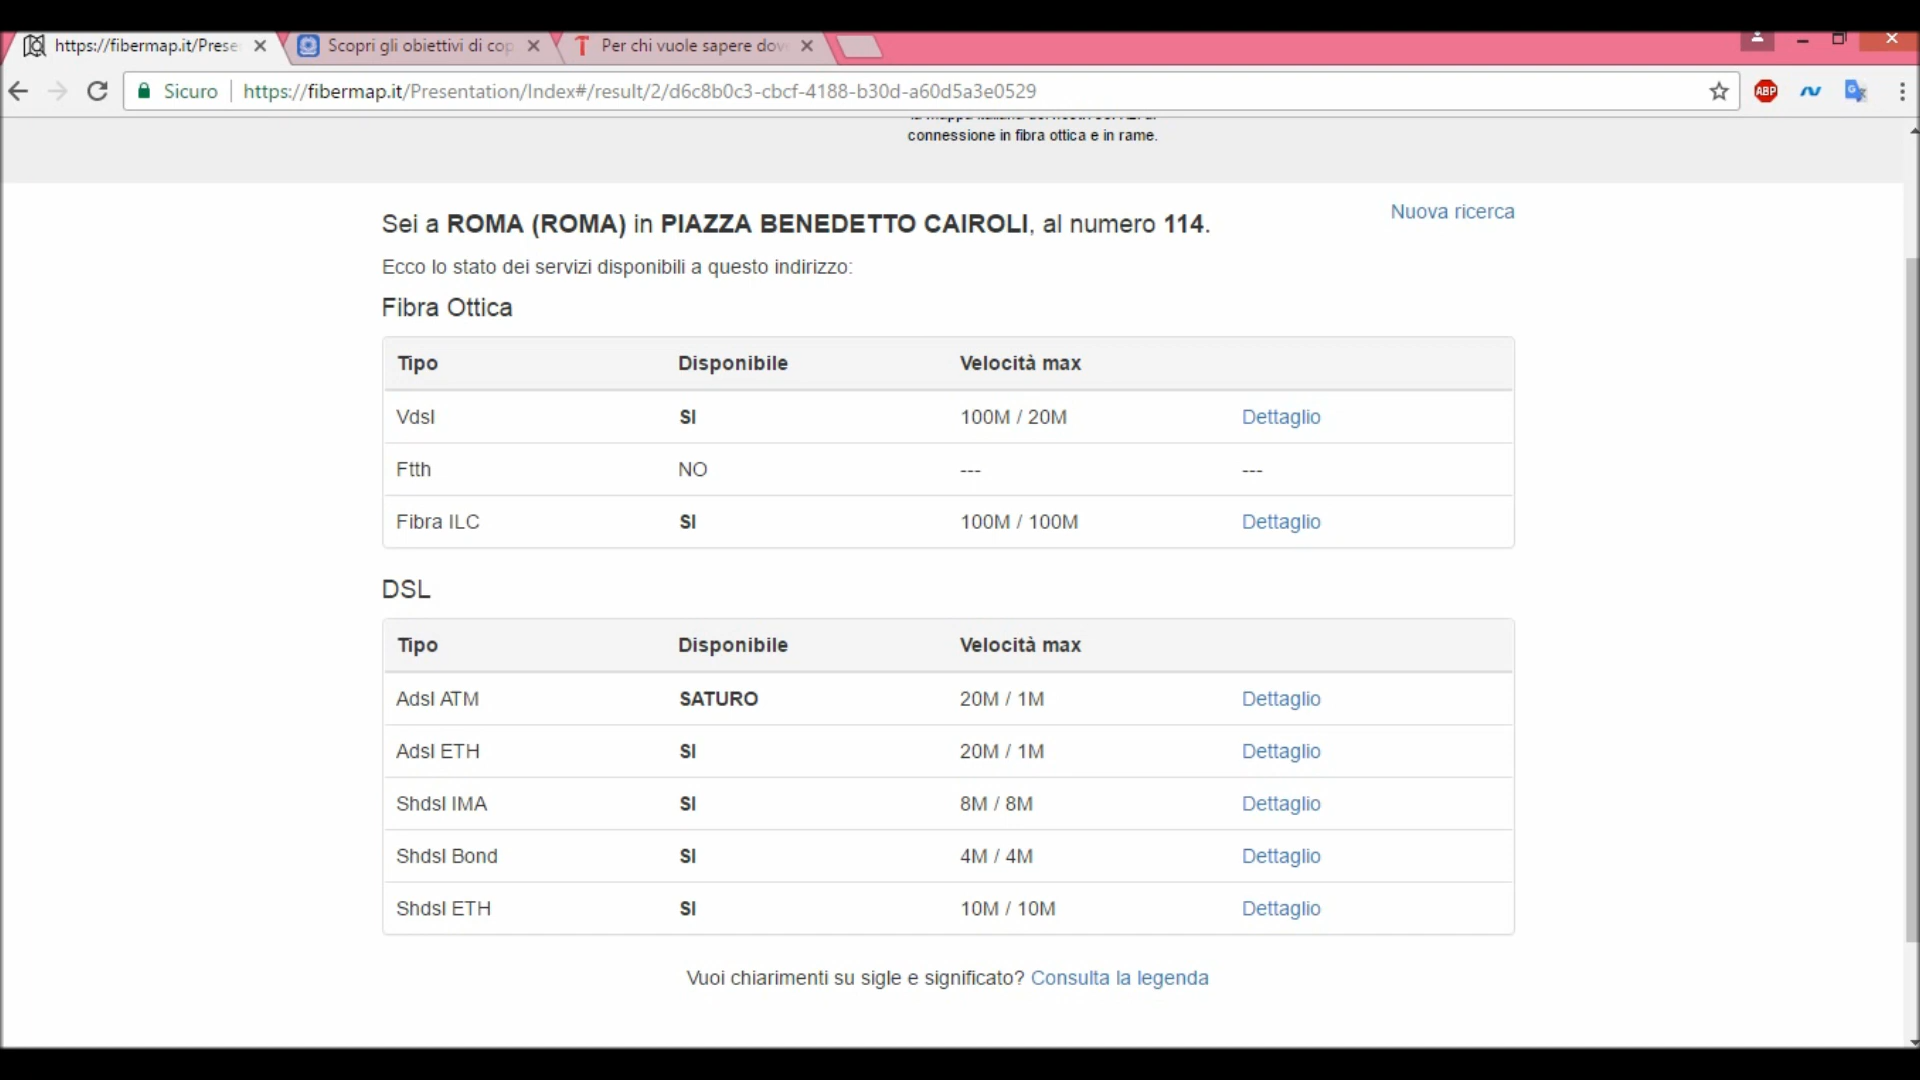 https://fibermap.it/Prese
Scopri gli obiettivi di cop
Per chi vuole sapere dov
Sicuro
https://fibermap.it/Presentation/Index#/result/2/d6c8b0c3-cbcf-4188-b30d-a60d5a3e0529
ABP
connessione in fibra ottica e in rame.
Sei a ROMA (ROMA) in PIAZZA BENEDETTO CAIROLI, al numero 114.
Nuova ricerca
Ecco lo stato dei servizi disponibili a questo indirizzo:
Fibra Ottica
Tipo Disponibile Velocità max
Vdsl SI 100M / 20M Dettaglio
Ftth NO --- ---
Fibra ILC SI 100M / 100M Dettaglio
DSL
Tipo Disponibile Velocità max
Adsl ATM SATURO 20M / 1M Dettaglio
Adsl ETH SI 20M / 1M Dettaglio
Shdsl IMA SI 8M / 8M Dettaglio
Shdsl Bond SI 4M / 4M Dettaglio
Shdsl ETH SI 10M / 10M Dettaglio
Vuoi chiarimenti su sigle e significato? Consulta la legenda